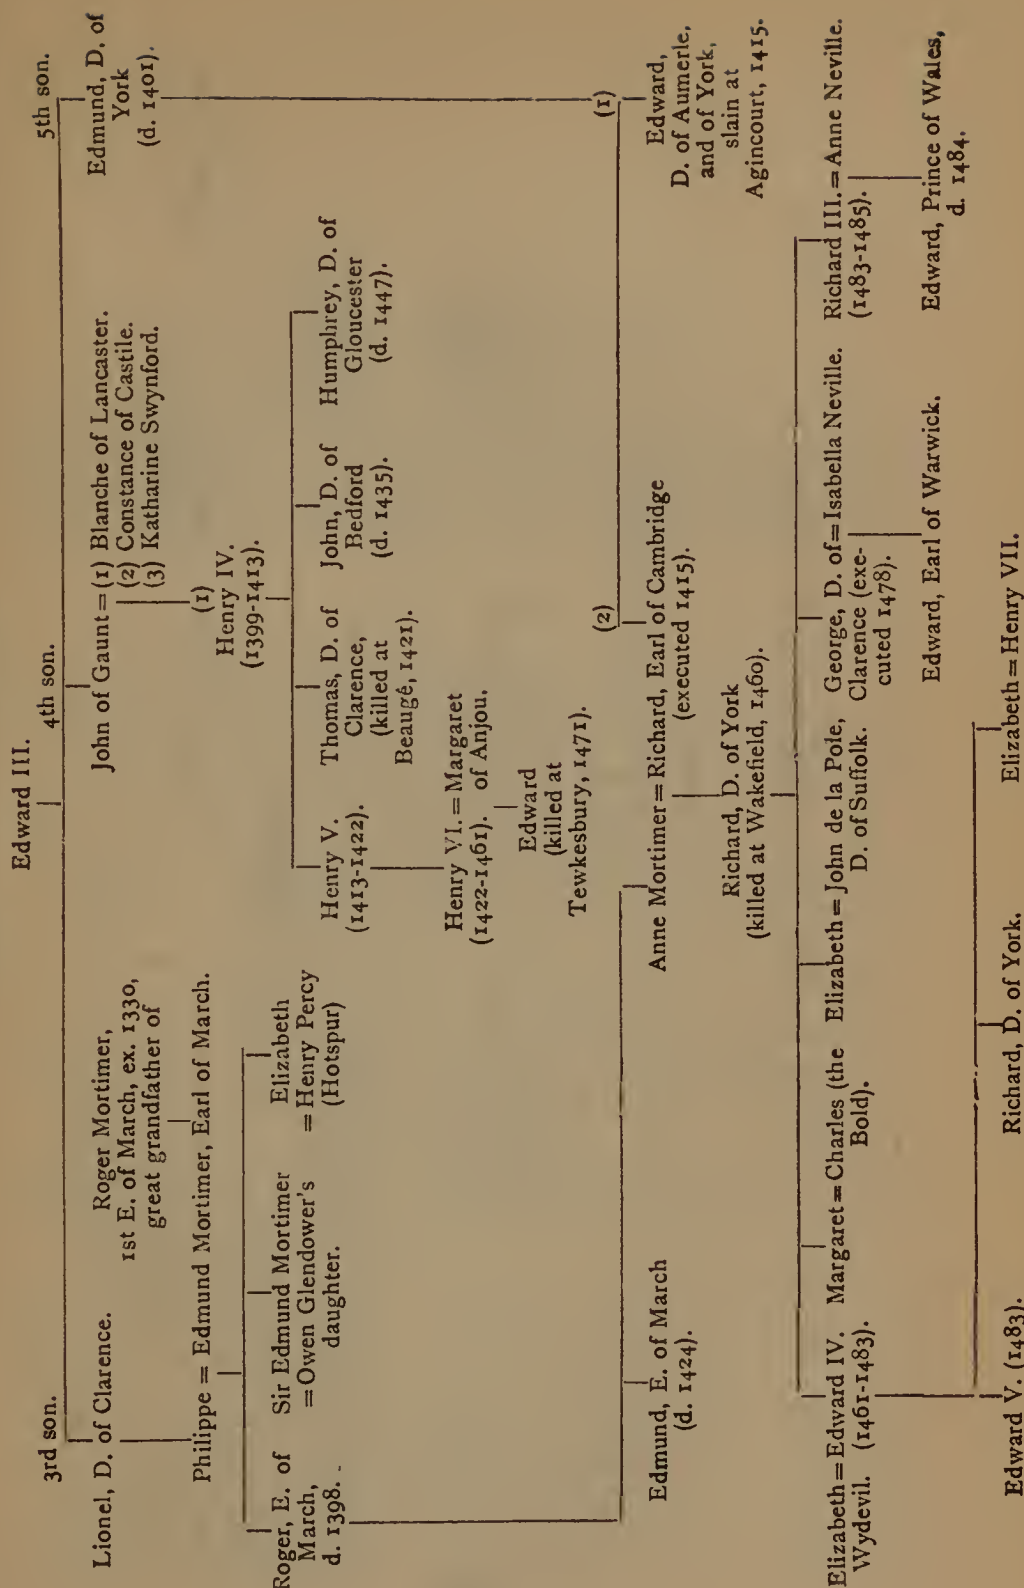 Edward III.
3rd son.
4th son.
5th son.
Lionel, D. of Clarence.
Roger Mortimer,
1st E. of March, ex. 1330,
great grandfather of
John of Gaunt = (1) Blanche of Lancaster.
(2) Constance of Castile.
(3) Katharine Swynford.
Edmund, D. of
York
(d. 1401).
Philippe = Edmund Mortimer, Earl of March.
(1)
Henry IV.
(1399-1413).
Roger, E. of
March,
d. 1398.
Sir Edmund Mortimer
= Owen Glendower's
daughter.
Elizabeth
= Henry Percy
(Hotspur)
Henry V.
(1413-1422).
Thomas, D. of
Clarence,
(killed at
Beaugé, 1421).
John, D. of
Bedford
(d. 1435).
Humphrey, D. of
Gloucester
(d. 1447).
Henry VI. = Margaret
(1422-1461). of Anjou.
Edward
(killed at
Tewkesbury, 1471).
(2)
(1)
Edmund, E. of March
(d. 1424).
Anne Mortimer = Richard, Earl of Cambridge
(executed 1415).
Edward,
D. of Aumerle,
and of York,
slain at
Agincourt, 1415.
Richard, D. of York
(killed at Wakefield, 1460).
Elizabeth = Edward IV.
Wydevil. (1461-1483).
Margaret = Charles (the
Bold).
Elizabeth = John de la Pole,
D. of Suffolk.
George, D. of = Isabella Neville.
Clarence (exe-
cuted 1478).
Richard III. = Anne Neville.
(1483-1485).
Edward, Earl of Warwick.
Edward, Prince of Wales,
d. 1484.
Edward V. (1483).
Richard, D. of York.
Elizabeth = Henry VII.